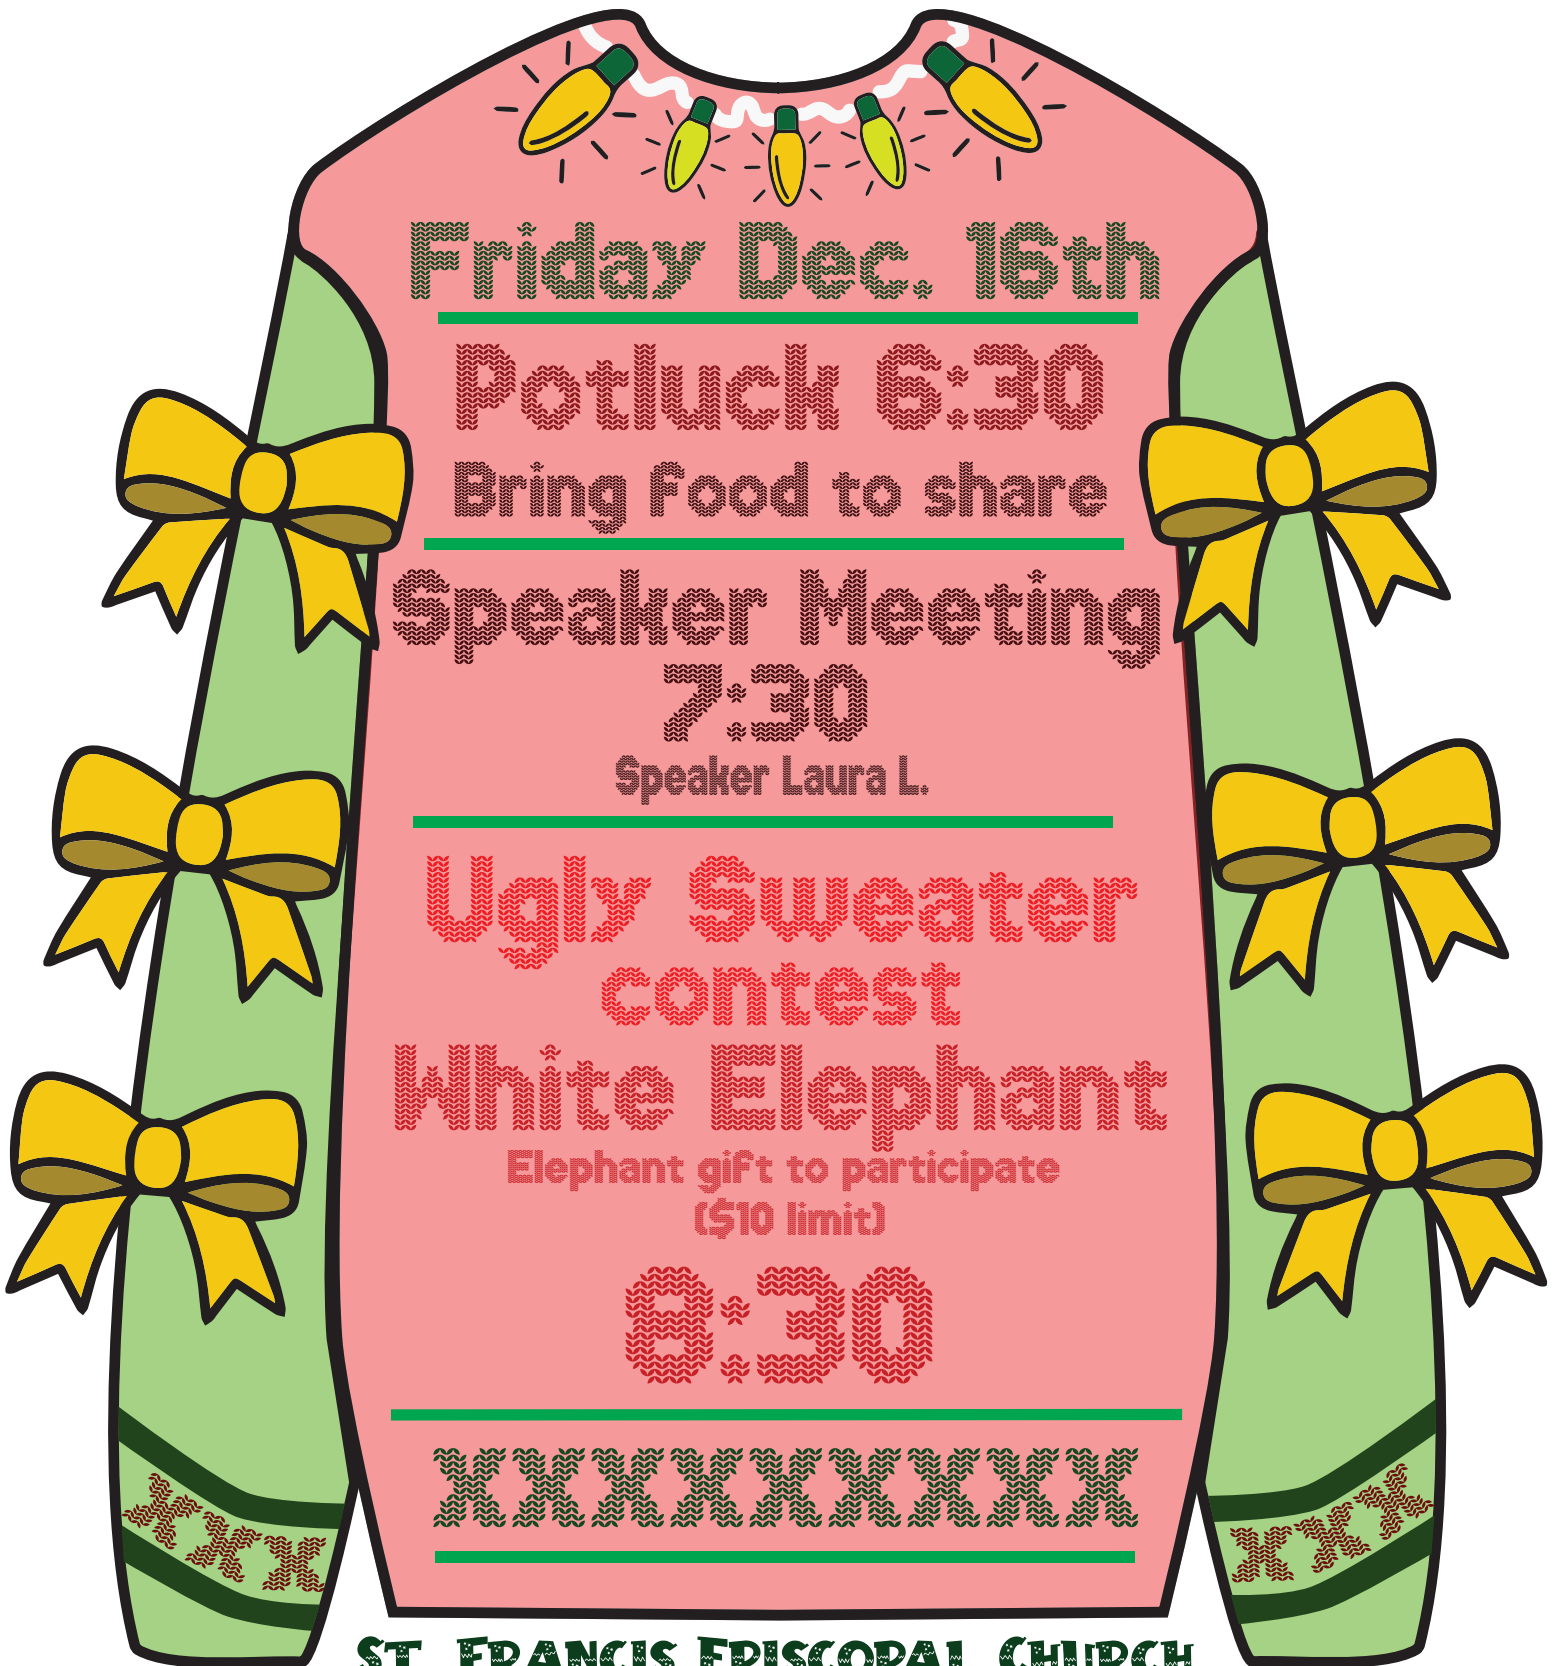 Friday Dec. 16th
Potluck 6:30
Bring food to share
Speaker Meeting
7:30
Speaker Laura L.
Ugly Sweater
contest
White Elephant
Elephant gift to participate
($10 limit)
8:30
XXXXXXXXX
XXX
XXX
St. Francis Episcopal Church